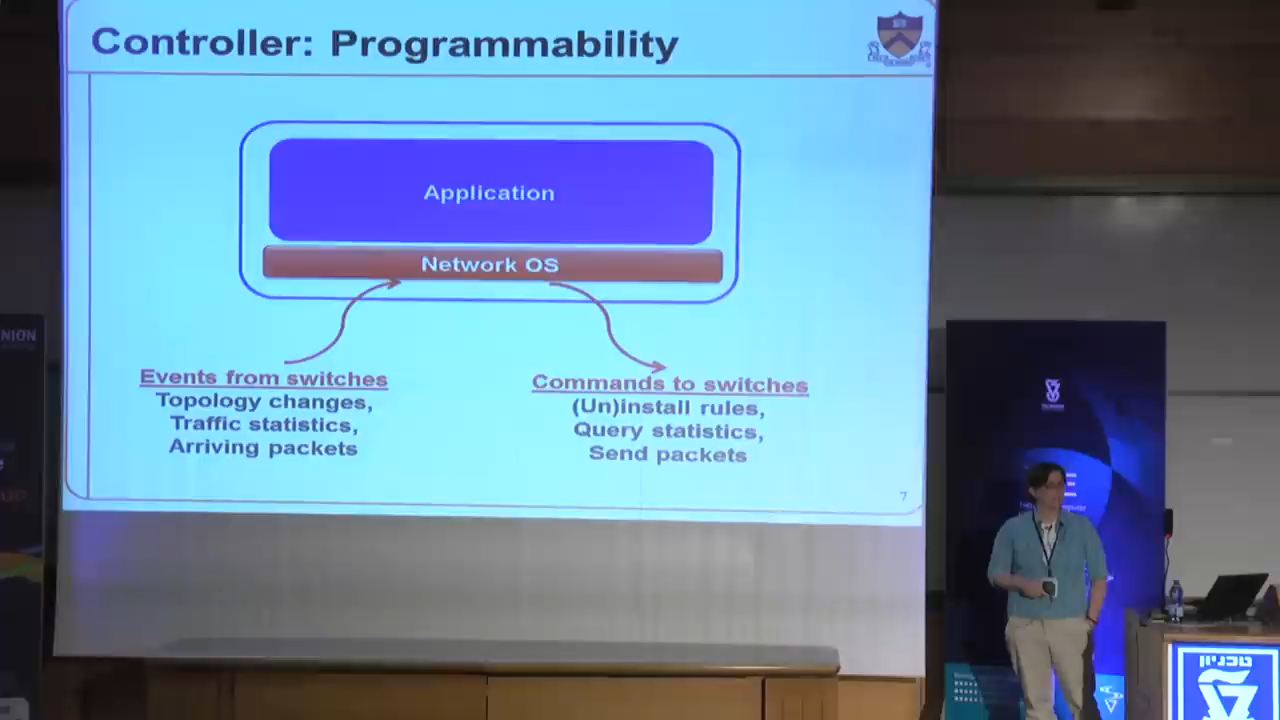 Controller: Programmability
Application
Network OS
Events from switches
Topology changes,
Traffic statistics,
Arriving packets
Commands to switches
(Un)install rules,
Query statistics,
Send packets
7
NION
טכניון